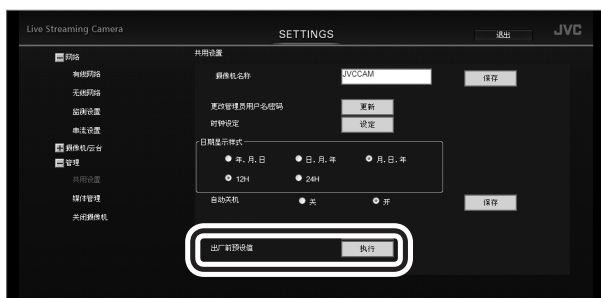 Live Streaming Camera
SETTINGS
退出
JVC
网络
有线网络
无线网络
监测设置
串流设置
摄像机/云台
管理
共用设置
媒体管理
关闭摄像机
共用设置
摄像机名称
JVCCAM
保存
更改管理员用户名/密码
更新
时钟设定
设定
日期显示样式
年.月.日
日.月.年
月.日.年
12H
24H
自动关机
关
开
保存
出厂前预设值
执行